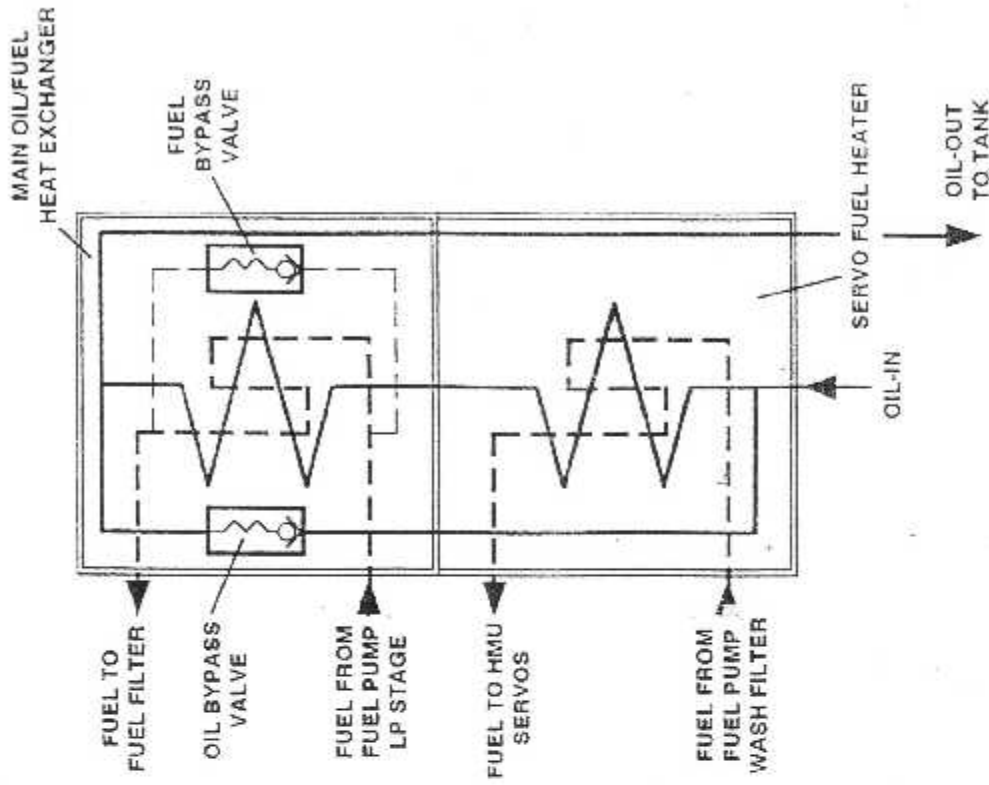 MAIN OIL/FUEL
HEAT EXCHANGER
FUEL
BYPASS
VALVE
SERVO FUEL HEATER
OIL-OUT
TO TANK
OIL-IN
FUEL TO
FUEL FILTER
OIL BYPASS
VALVE
FUEL FROM
FUEL PUMP
LP STAGE
FUEL TO HMU
SERVOS
FUEL FROM
FUEL PUMP
WASH FILTER